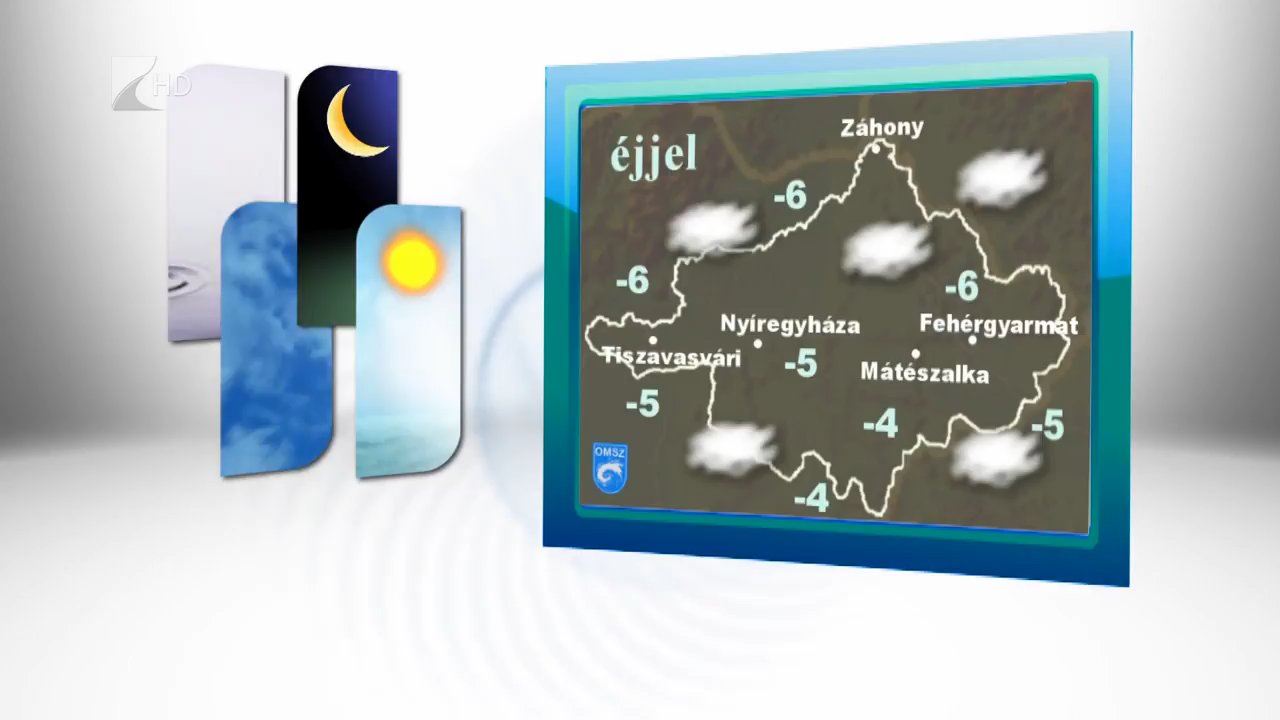 HD
éjjel
Záhony
-6
-6
-6
Nyíregyháza
Fehérgyarmat
Tiszavasvári
-5
Mátészalka
-5
-4
-5
OMSZ
-4